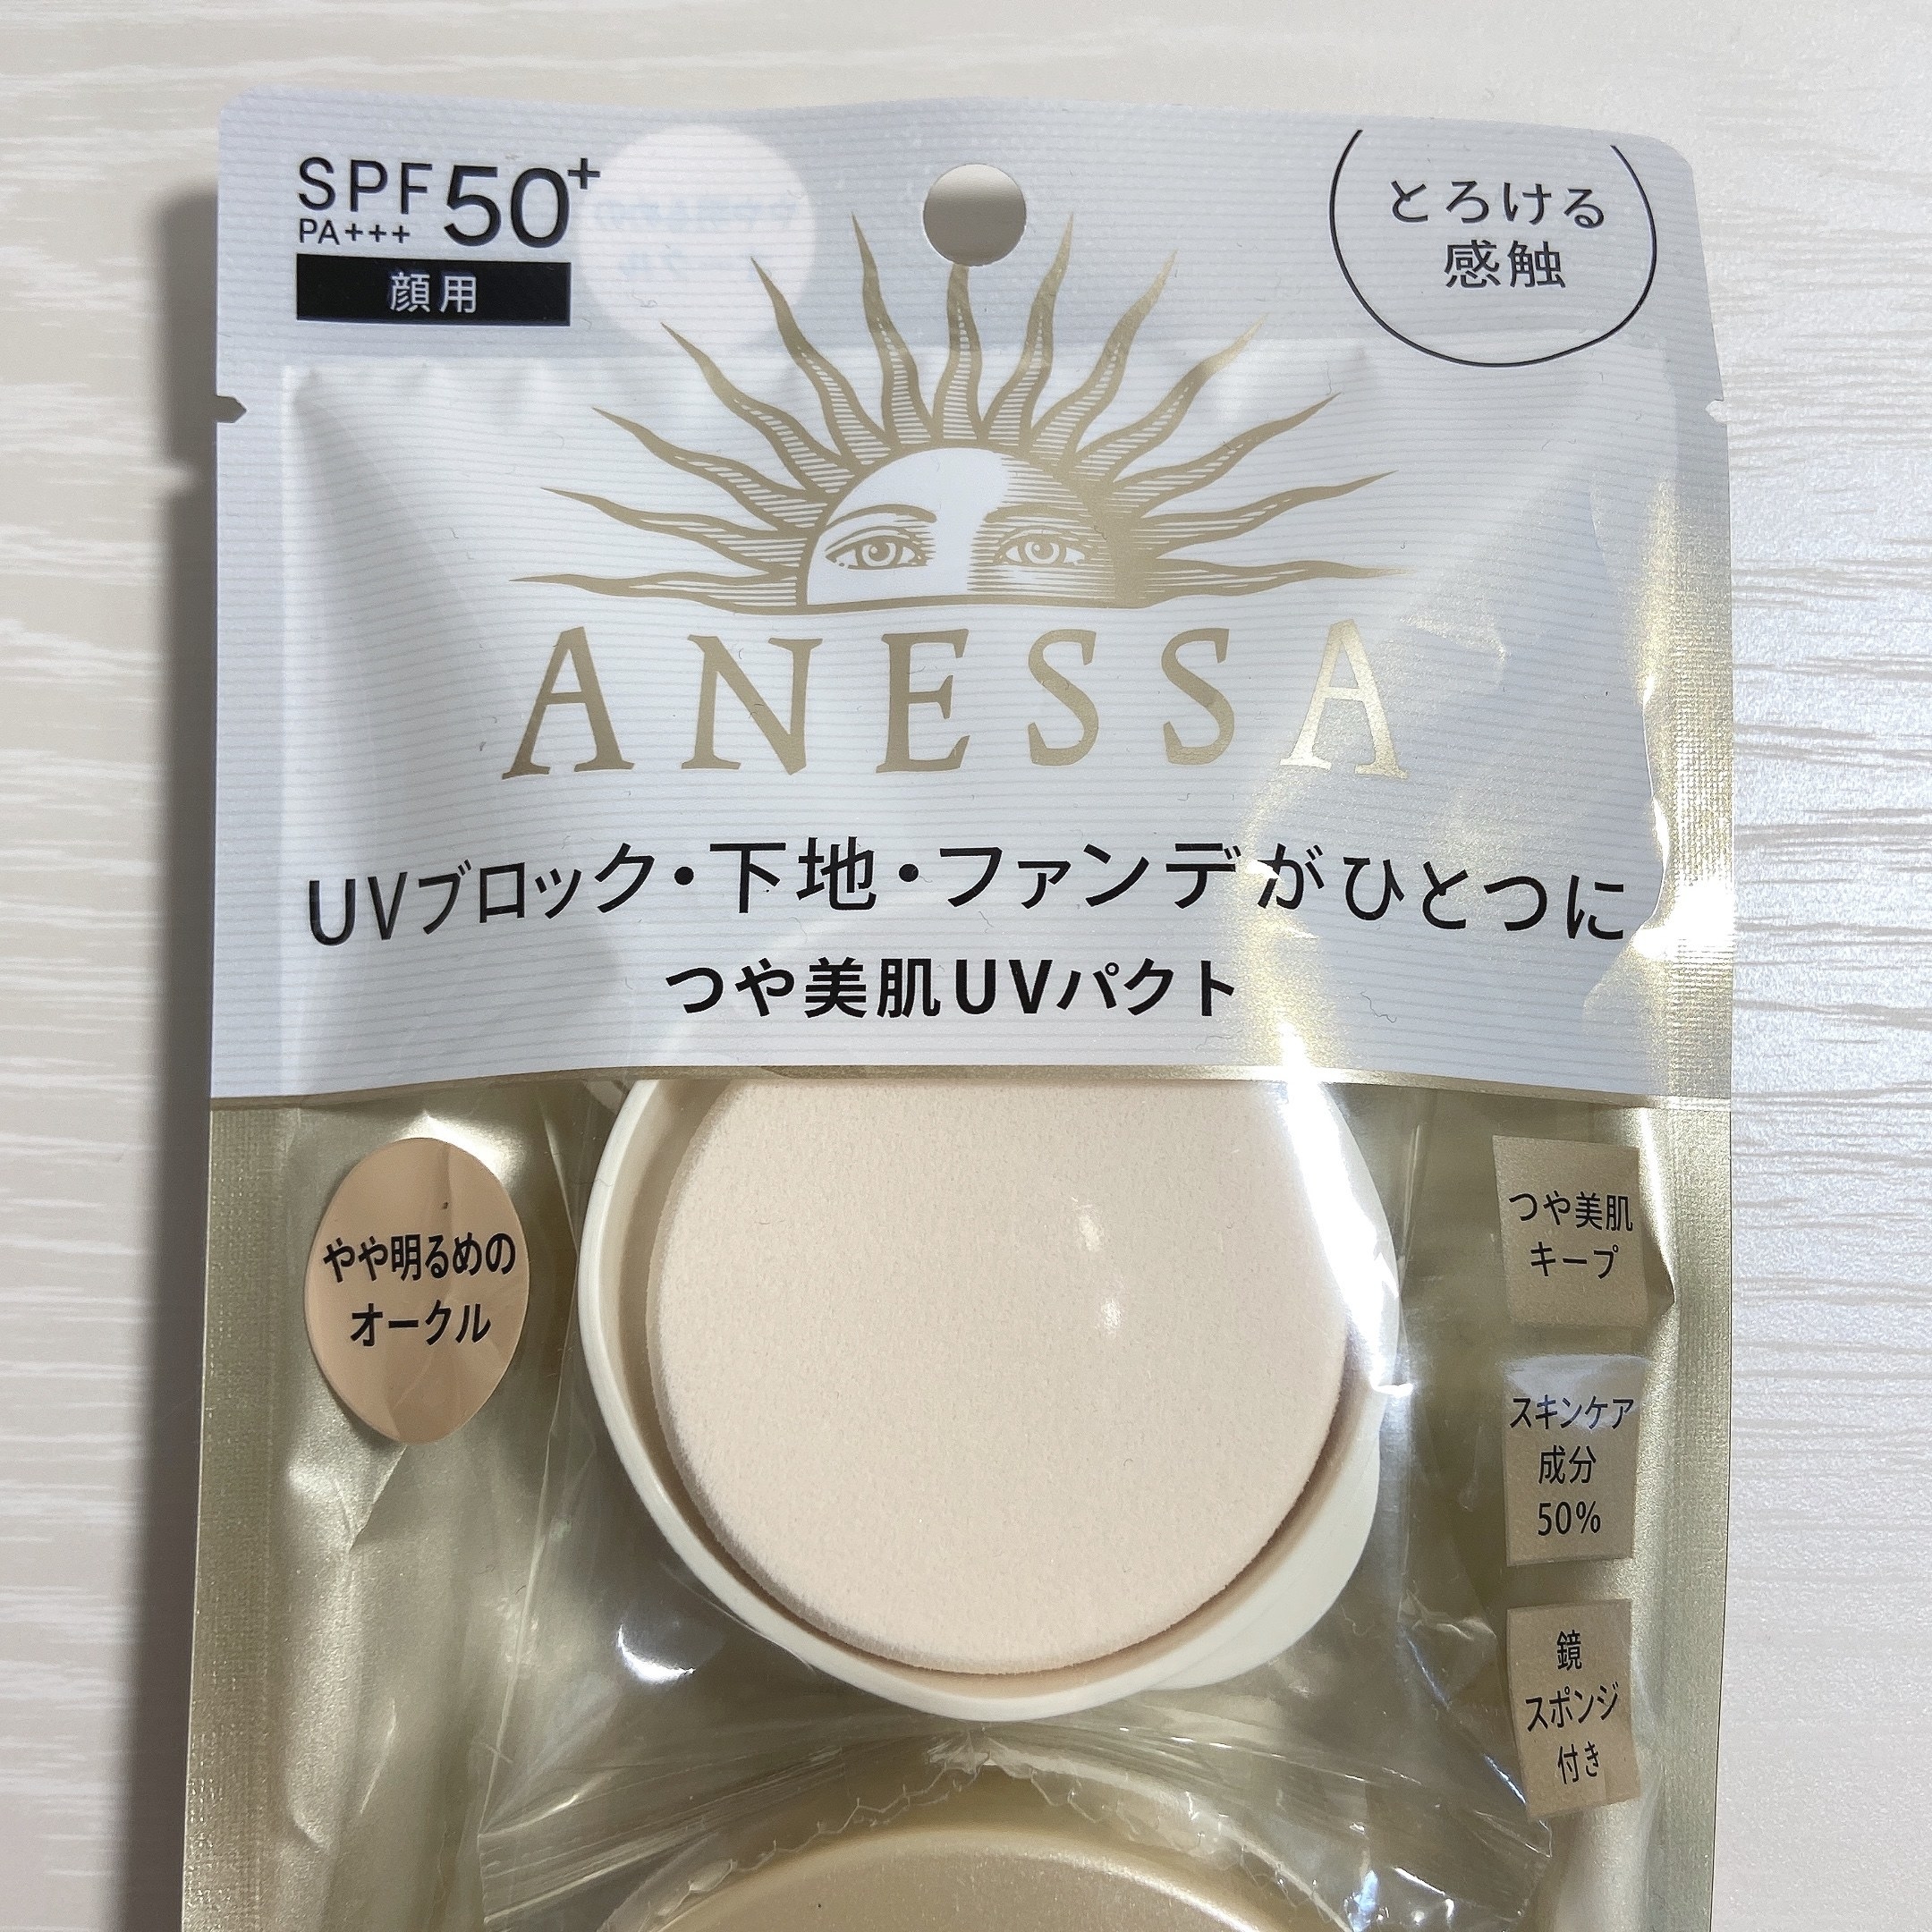 SPF50+
PA+++
顔用
とろける
感触
ANESSA
UVブロック・下地・ファンデがひとつに
つや美肌UVパクト
やや明るめの
オークル
つや美肌
キープ
スキンケア
成分
50%
鏡
スポンジ
付き